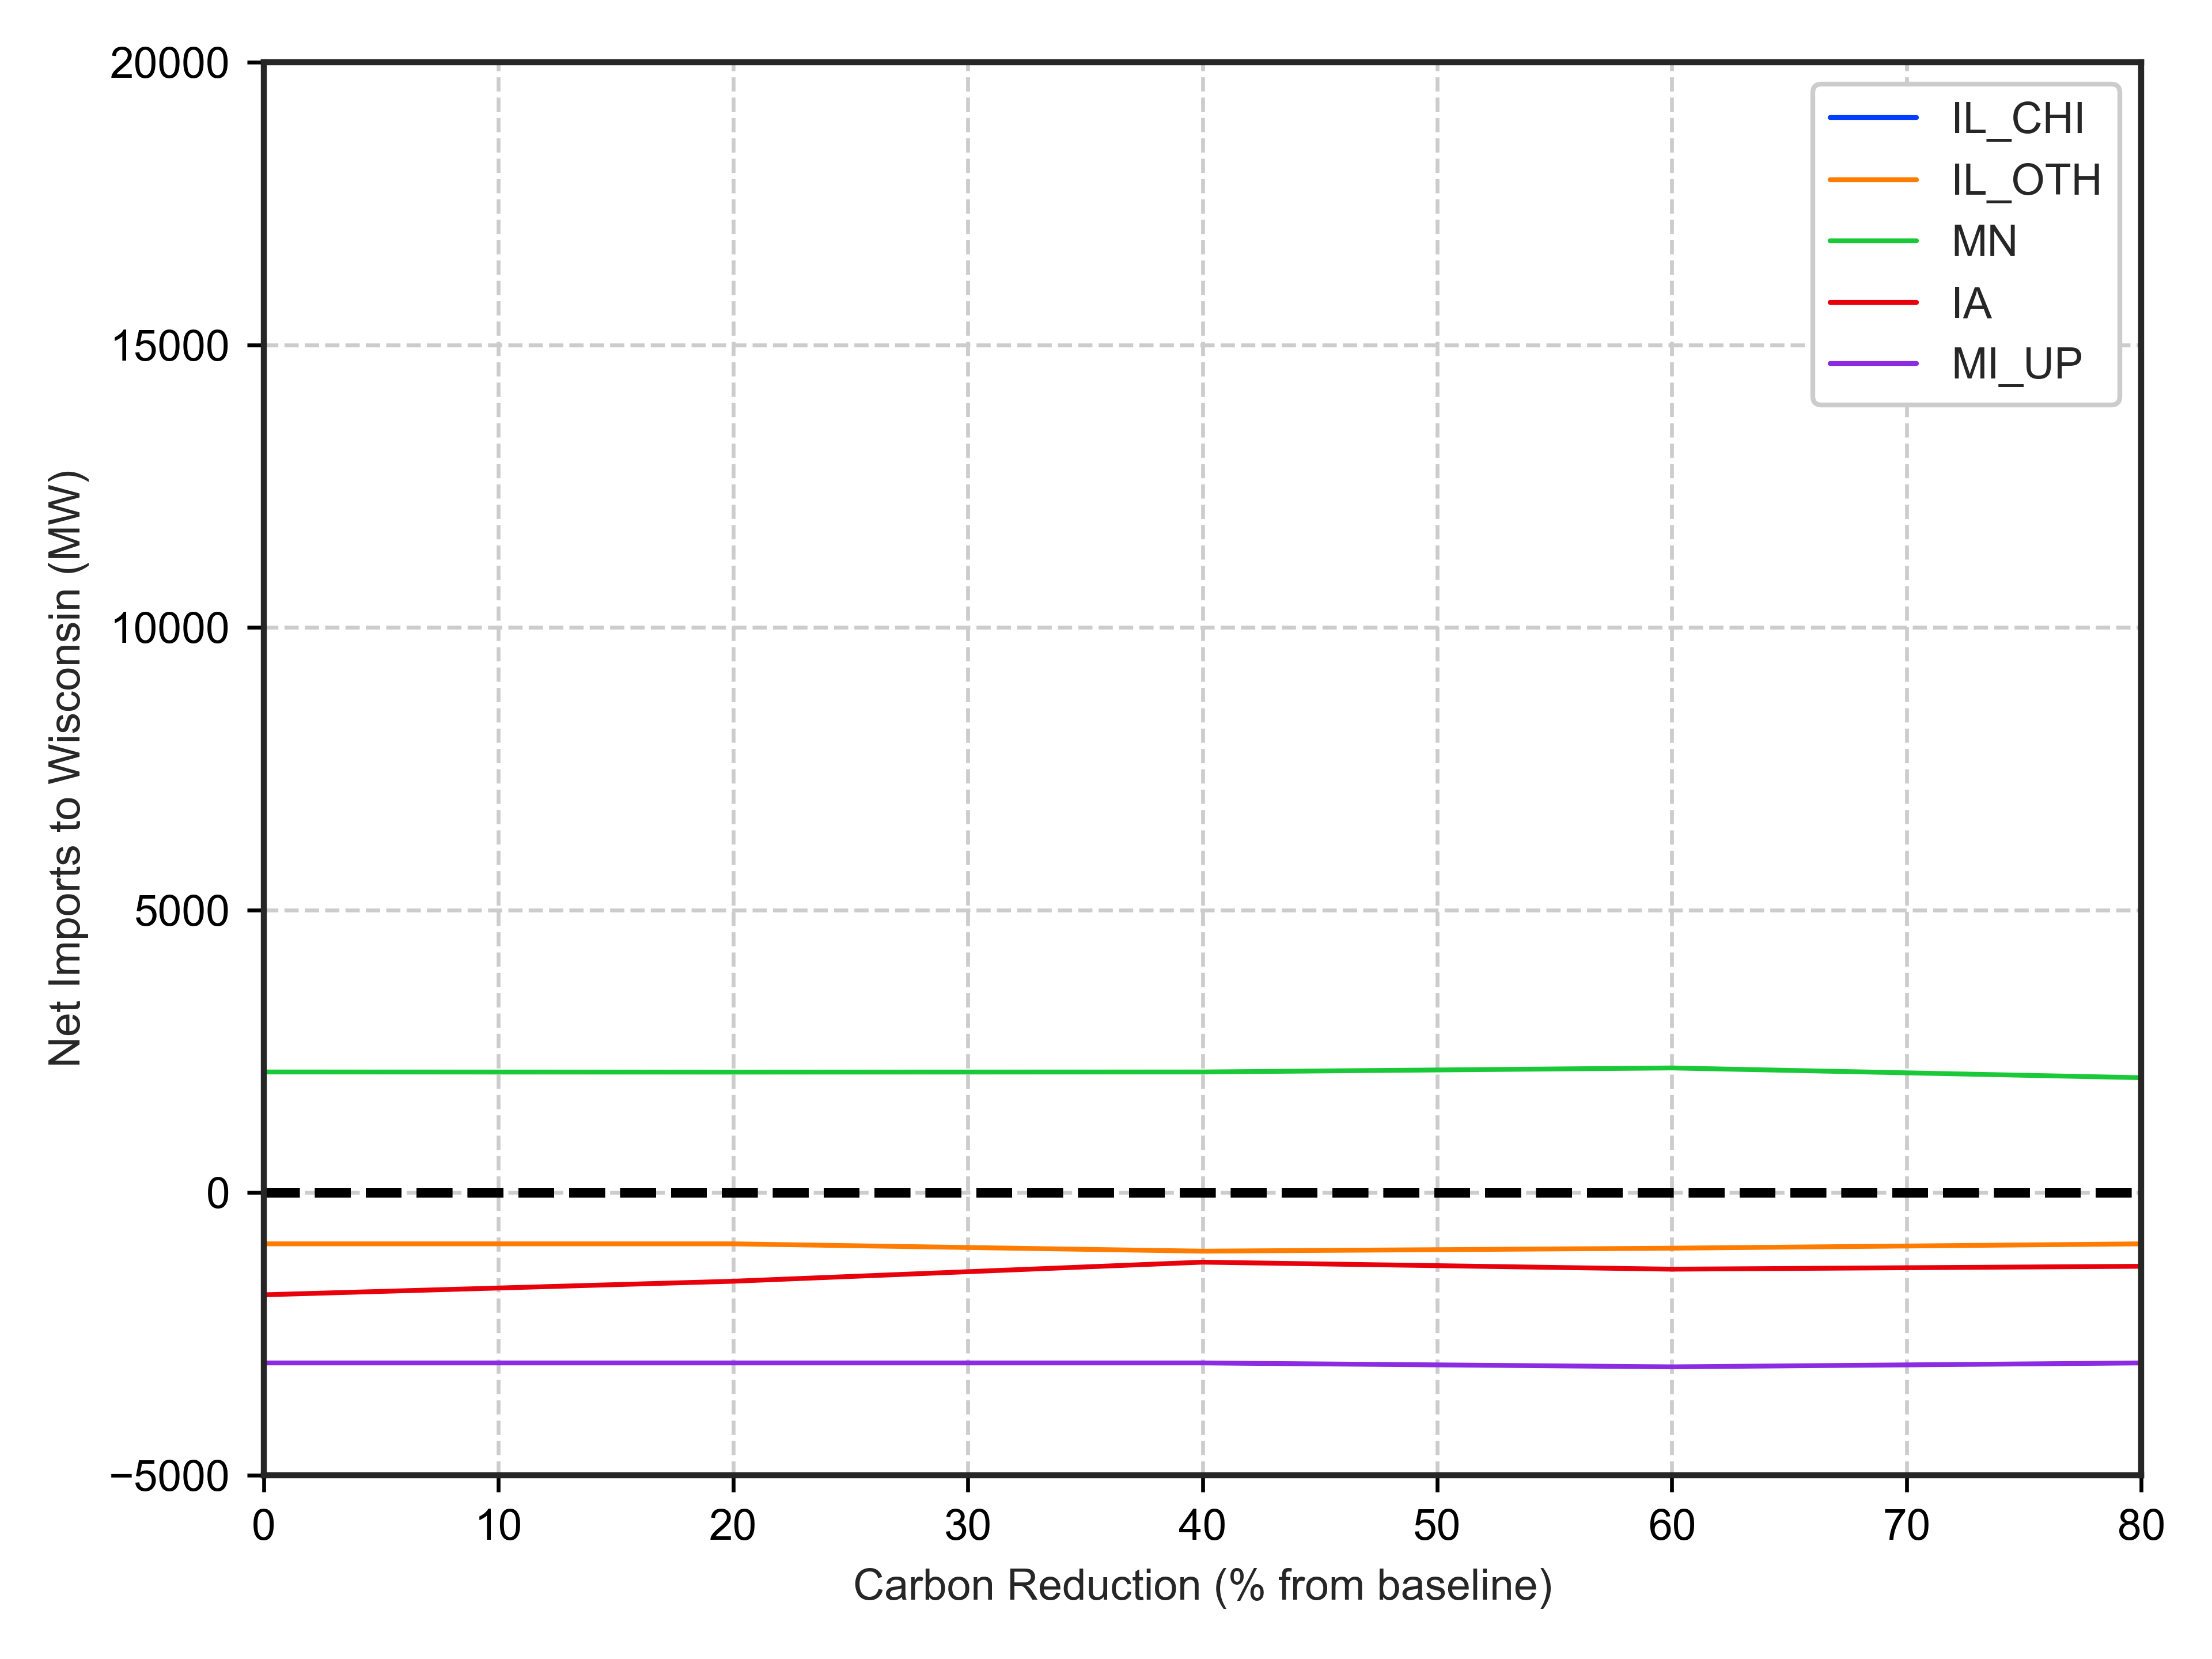 20000
15000
10000
5000
0
−5000
0 10 20 30 40 50 60 70 80
Net Imports to Wisconsin (MW)
Carbon Reduction (% from baseline)
IL_CHI
IL_OTH
MN
IA
MI_UP